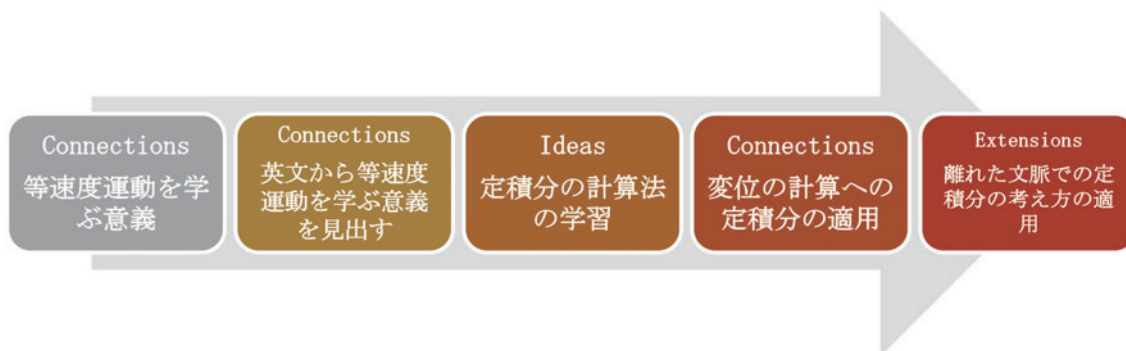 Connections
等速度運動を学
ぶ意義
Connections
英文から等速度
運動を学ぶ意義
を見出す
Ideas
定積分の計算法
の学習
Connections
変位の計算への
定積分の適用
Extensions
離れた文脈での定
積分の考え方の適
用